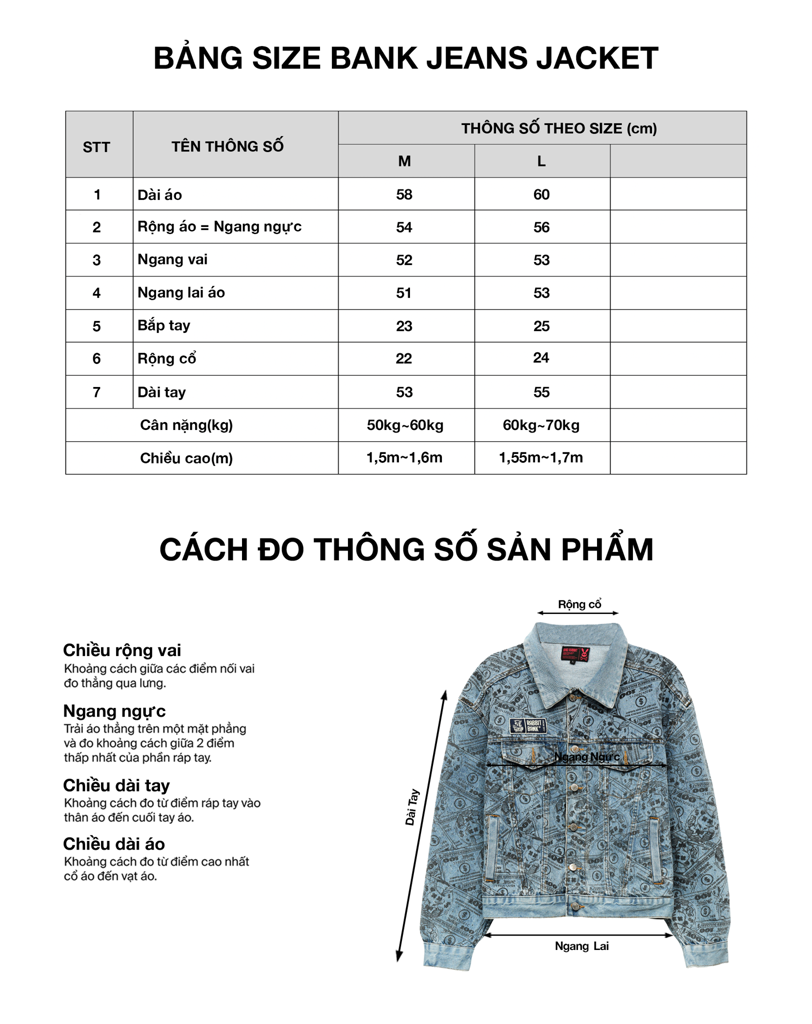 BẢNG SIZE BANK JEANS JACKET
STT TÊN THÔNG SỐ THÔNG SỐ THEO SIZE (cm)
M L
1 Dài áo 58 60
2 Rộng áo = Ngang ngực 54 56
3 Ngang vai 52 53
4 Ngang lai áo 51 53
5 Bắp tay 23 25
6 Rộng cổ 22 24
7 Dài tay 53 55
Cân nặng(kg) 50kg~60kg 60kg~70kg
Chiều cao(m) 1,5m~1,6m 1,55m~1,7m
CÁCH ĐO THÔNG SỐ SẢN PHẨM
Chiều rộng vai
Khoảng cách giữa các điểm nối vai
đo thẳng qua lưng.
Ngang ngực
Trải áo thẳng trên một mặt phẳng
và đo khoảng cách giữa 2 điểm
thấp nhất của phần ráp tay.
Chiều dài tay
Khoảng cách đo từ điểm ráp tay vào
thân áo đến cuối tay áo.
Chiều dài áo
Khoảng cách đo từ điểm cao nhất
cổ áo đến vạt áo.
Rộng cổ
BANK
Ngang Ngực
Dài Tay
Ngang Lai